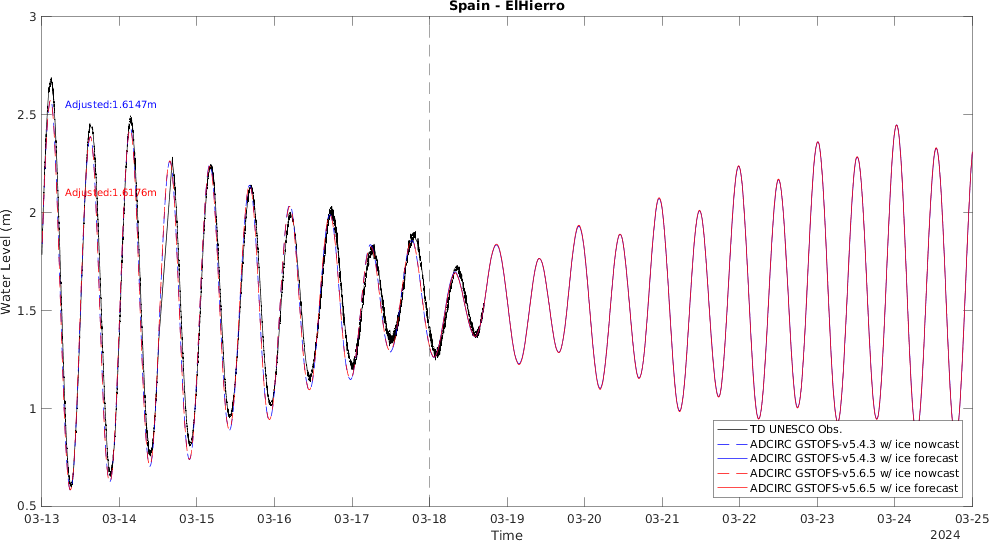 Spain - ElHierro
3
2.5
2
1.5
1
0.5
Water Level (m)
Adjusted:1.6147m
Adjusted:1.6176m
TD UNESCO Obs.
ADCIRC GSTOFS-v5.4.3 w/ ice nowcast
ADCIRC GSTOFS-v5.4.3 w/ ice forecast
ADCIRC GSTOFS-v5.6.5 w/ ice nowcast
ADCIRC GSTOFS-v5.6.5 w/ ice forecast
03-13 03-14 03-15 03-16 03-17 03-18 03-19 03-20 03-21 03-22 03-23 03-24 03-25
Time
2024